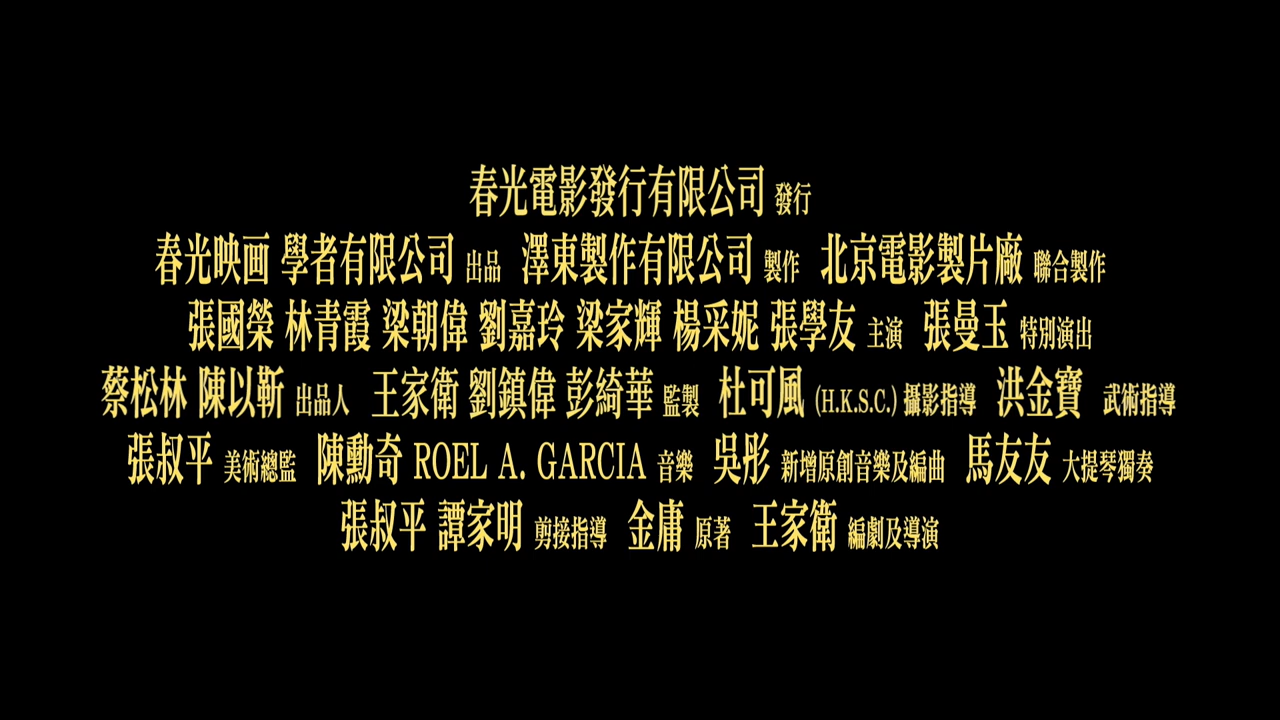 春光電影發行有限公司 發行
春光映画 學者有限公司 出品 澤東製作有限公司 製作 北京電影製片廠 聯合製作
張國榮 林青霞 梁朝偉 劉嘉玲 梁家輝 楊采妮 張學友 主演 張曼玉 特別演出
蔡松林 陳以靳 出品人 王家衛 劉鎮偉 彭綺華 監製 杜可風 (H.K.S.C.) 攝影指導 洪金寶 武術指導
張叔平 美術總監 陳勳奇 ROEL A. GARCIA 音樂 吳彤 新增原創音樂及編曲 馬友友 大提琴獨奏
張叔平 譚家明 剪接指導 金庸 原著 王家衛 編劇及導演